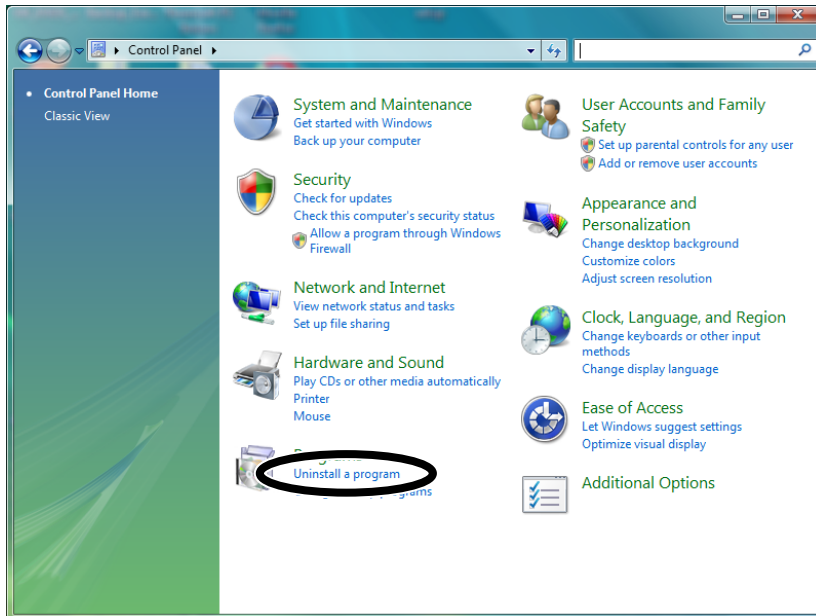 Control Panel
Control Panel Home
Classic View
System and Maintenance
Get started with Windows
Back up your computer
Security
Check for updates
Check this computer's security status
Allow a program through Windows
Firewall
Network and Internet
View network status and tasks
Set up file sharing
Hardware and Sound
Play CDs or other media automatically
Printer
Mouse
Uninstall a program
User Accounts and Family
Safety
Set up parental controls for any user
Add or remove user accounts
Appearance and
Personalization
Change desktop background
Customize colors
Adjust screen resolution
Clock, Language, and Region
Change keyboards or other input
methods
Change display language
Ease of Access
Let Windows suggest settings
Optimize visual display
Additional Options